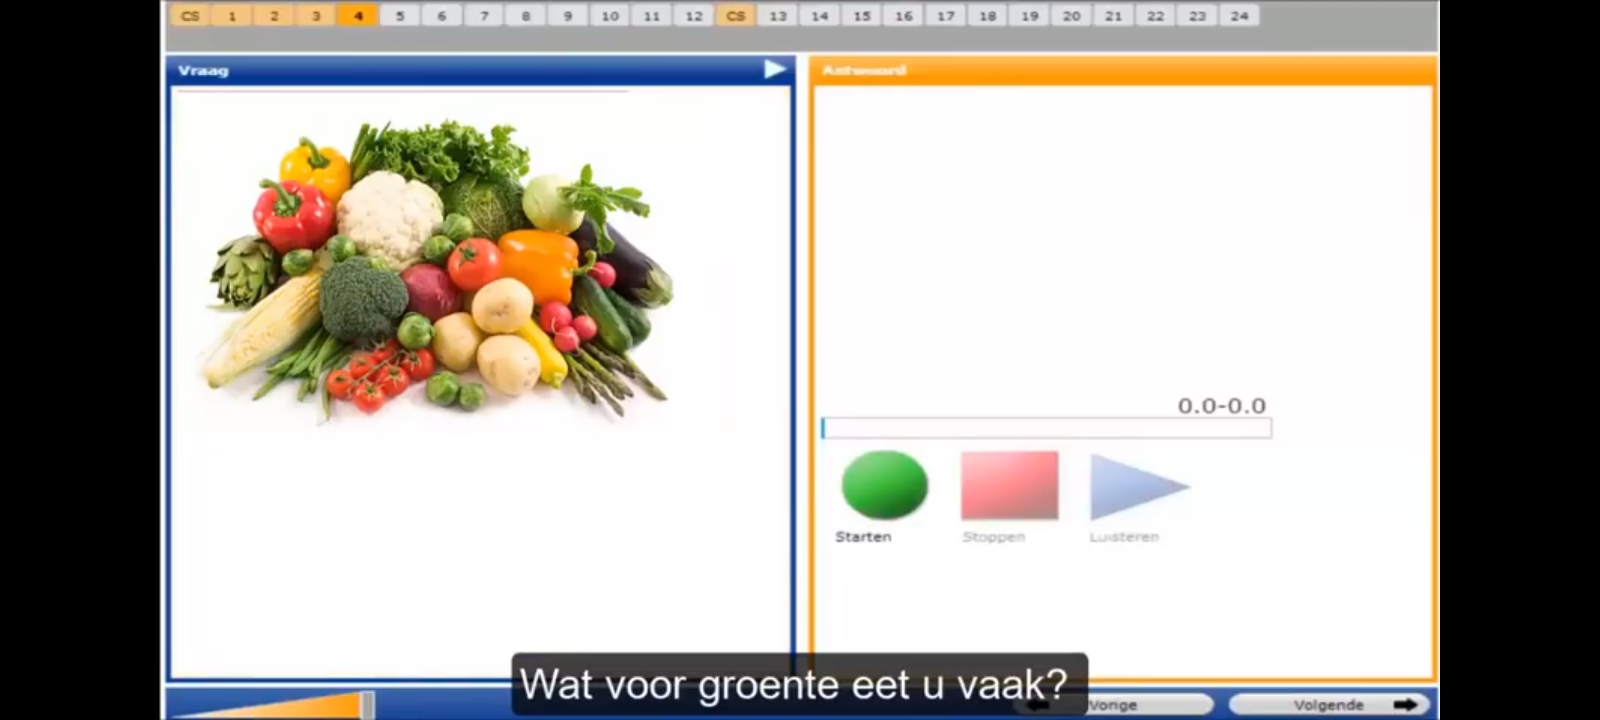 CS 1 2 3 4 5 6 7 8 9 10 11 12 CS 13 14 15 16 17 18 19 20 21 22 23 24
Vraag
Antwoord
0.0-0.0
Starten Stoppen Luisteren
Wat voor groente eet u vaak?
Vorige Volgende